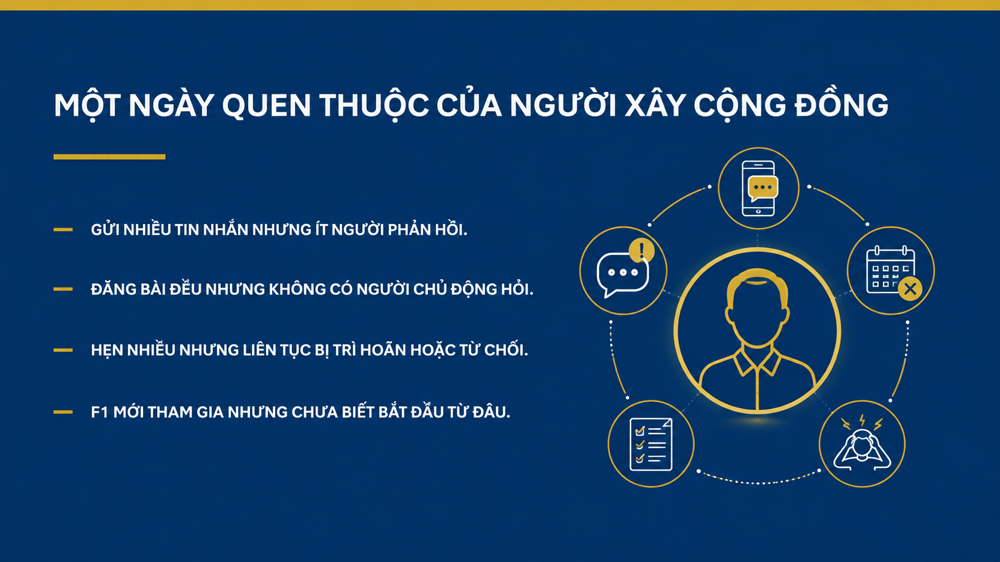 MỘT NGÀY QUEN THUỘC CỦA NGƯỜI XÂY CỘNG ĐỒNG
GỬI NHIỀU TIN NHẮN NHƯNG ÍT NGƯỜI PHẢN HỒI.
ĐĂNG BÀI ĐỀU NHƯNG KHÔNG CÓ NGƯỜI CHỦ ĐỘNG HỎI.
HẸN NHIỀU NHƯNG LIÊN TỤC BỊ TRÌ HOÃN HOẶC TỪ CHỐI.
F1 MỚI THAM GIA NHƯNG CHƯA BIẾT BẮT ĐẦU TỪ ĐÂU.